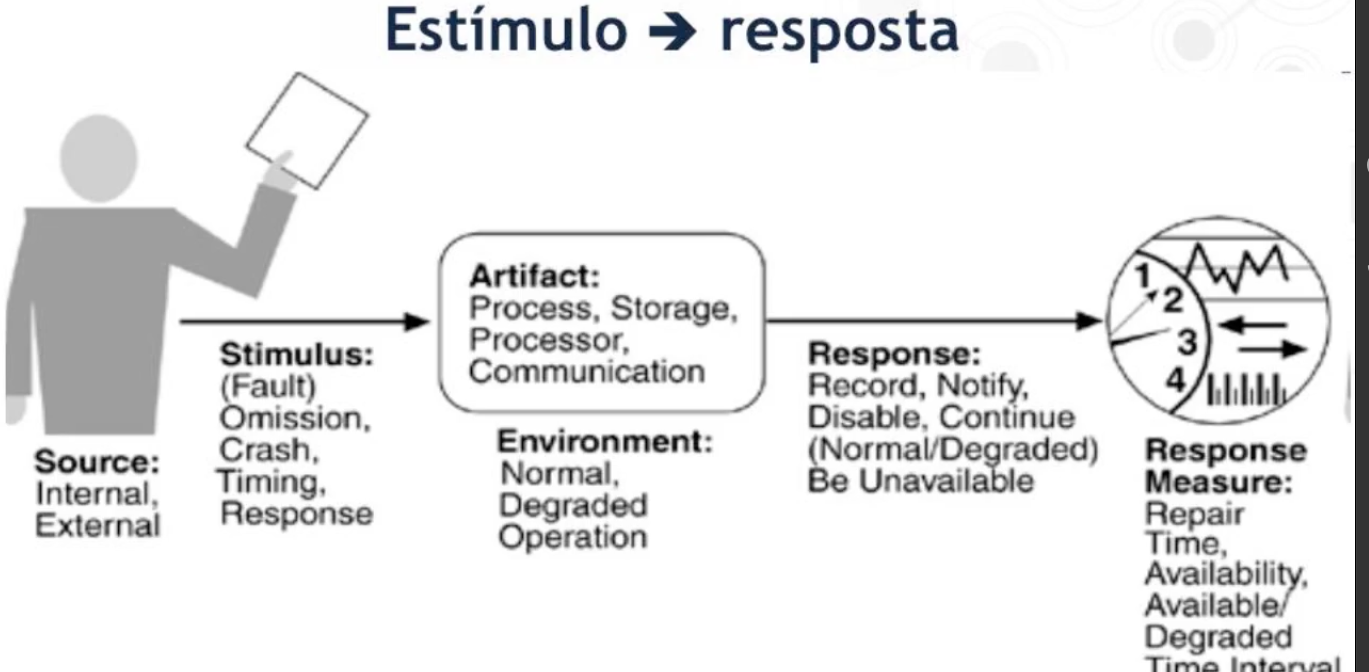 Estímulo ➔ resposta
Source:
Internal,
External
Stimulus:
(Fault)
Omission,
Crash,
Timing,
Response
Artifact:
Process, Storage,
Processor,
Communication
Environment:
Normal,
Degraded
Operation
Response:
Record, Notify,
Disable, Continue
(Normal/Degraded)
Be Unavailable
1
2
3
4
Response
Measure:
Repair
Time,
Availability,
Available/
Degraded
Time Interval